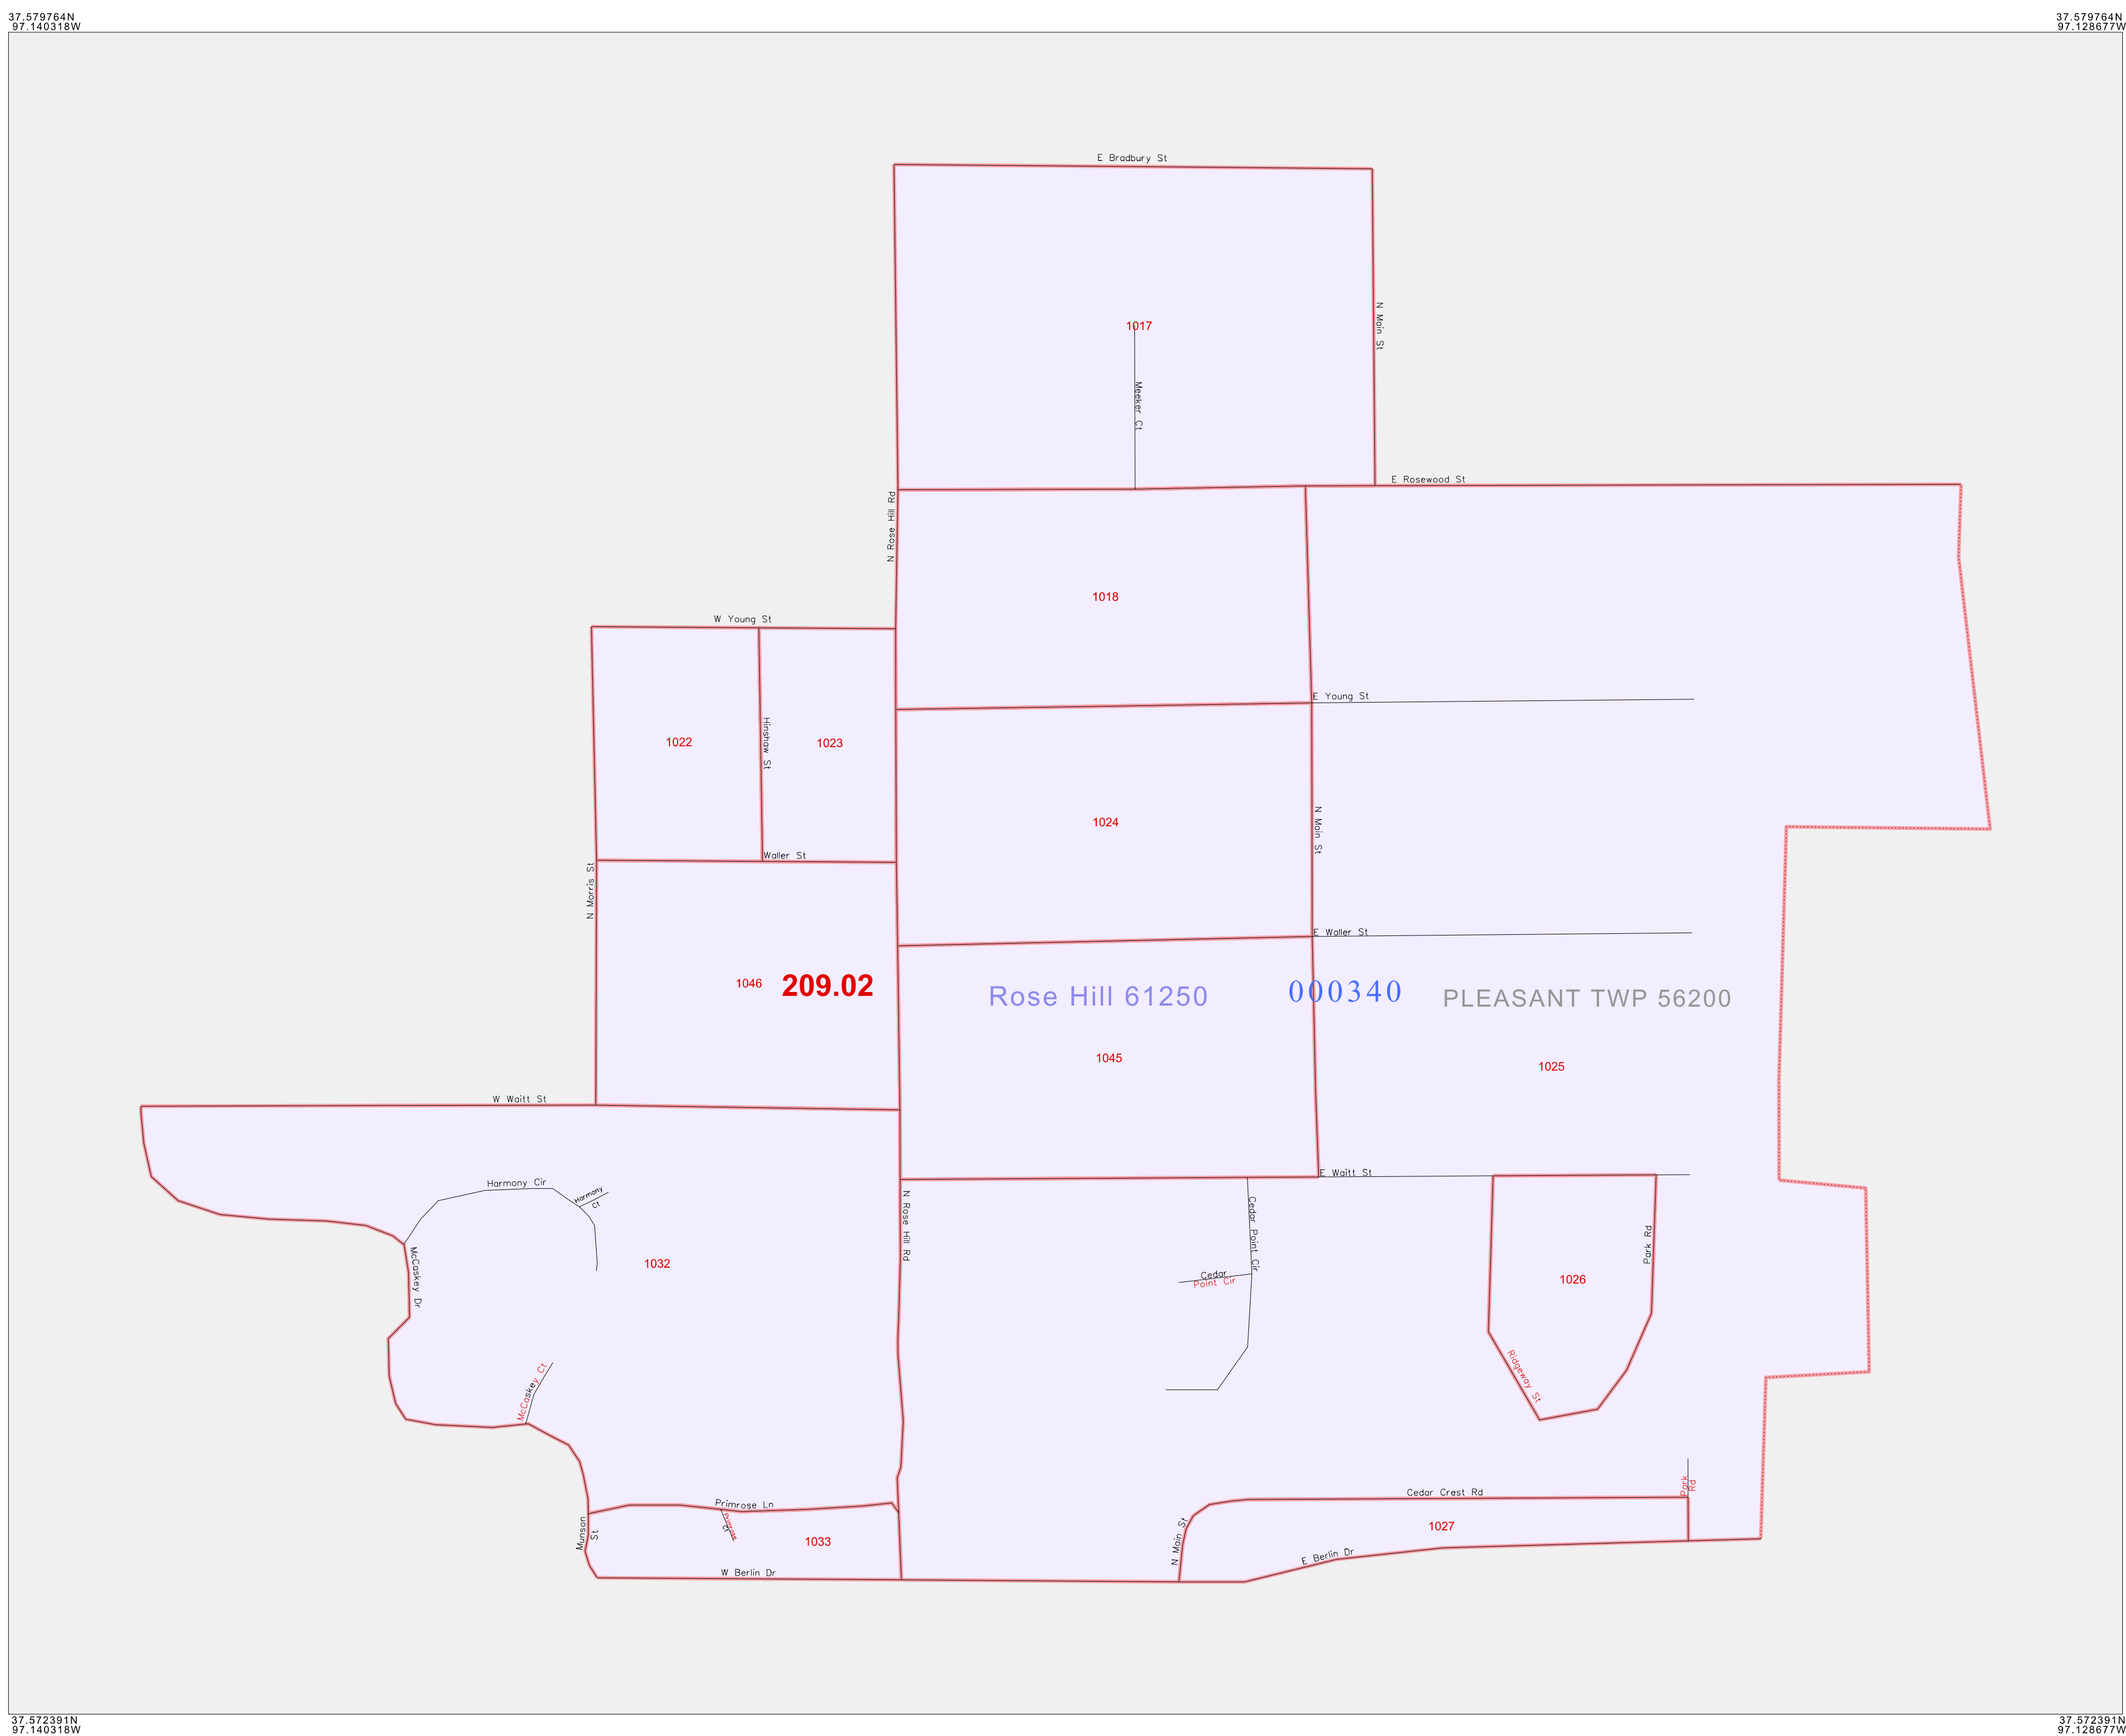 37.579764N
97.140318W
37.579764N
97.128677W
E Bradbury St
N Main St
1017
Meeker Ct
E Rosewood St
N Rose Hill Rd
1018
W Young St
E Young St
1022
Hinshaw St
1023
1024
N Main St
Waller St
N Morris St
E Waller St
1046
209.02
Rose Hill 61250
000340
PLEASANT TWP 56200
1045
1025
W Waitt St
E Waitt St
Harmony Cir
Harmony
Ct
N Rose Hill Rd
Cedar Point Cir
Park Rd
McCaskey Dr
1032
Cedar
Point Cir
1026
Ridgeway St
McCaskey Ct
Park
Rd
Cedar Crest Rd
Primrose Ln
Primrose
Ct
Munson
St
1033
N Main St
1027
E Berlin Dr
W Berlin Dr
37.572391N
97.140318W
37.572391N
97.128677W